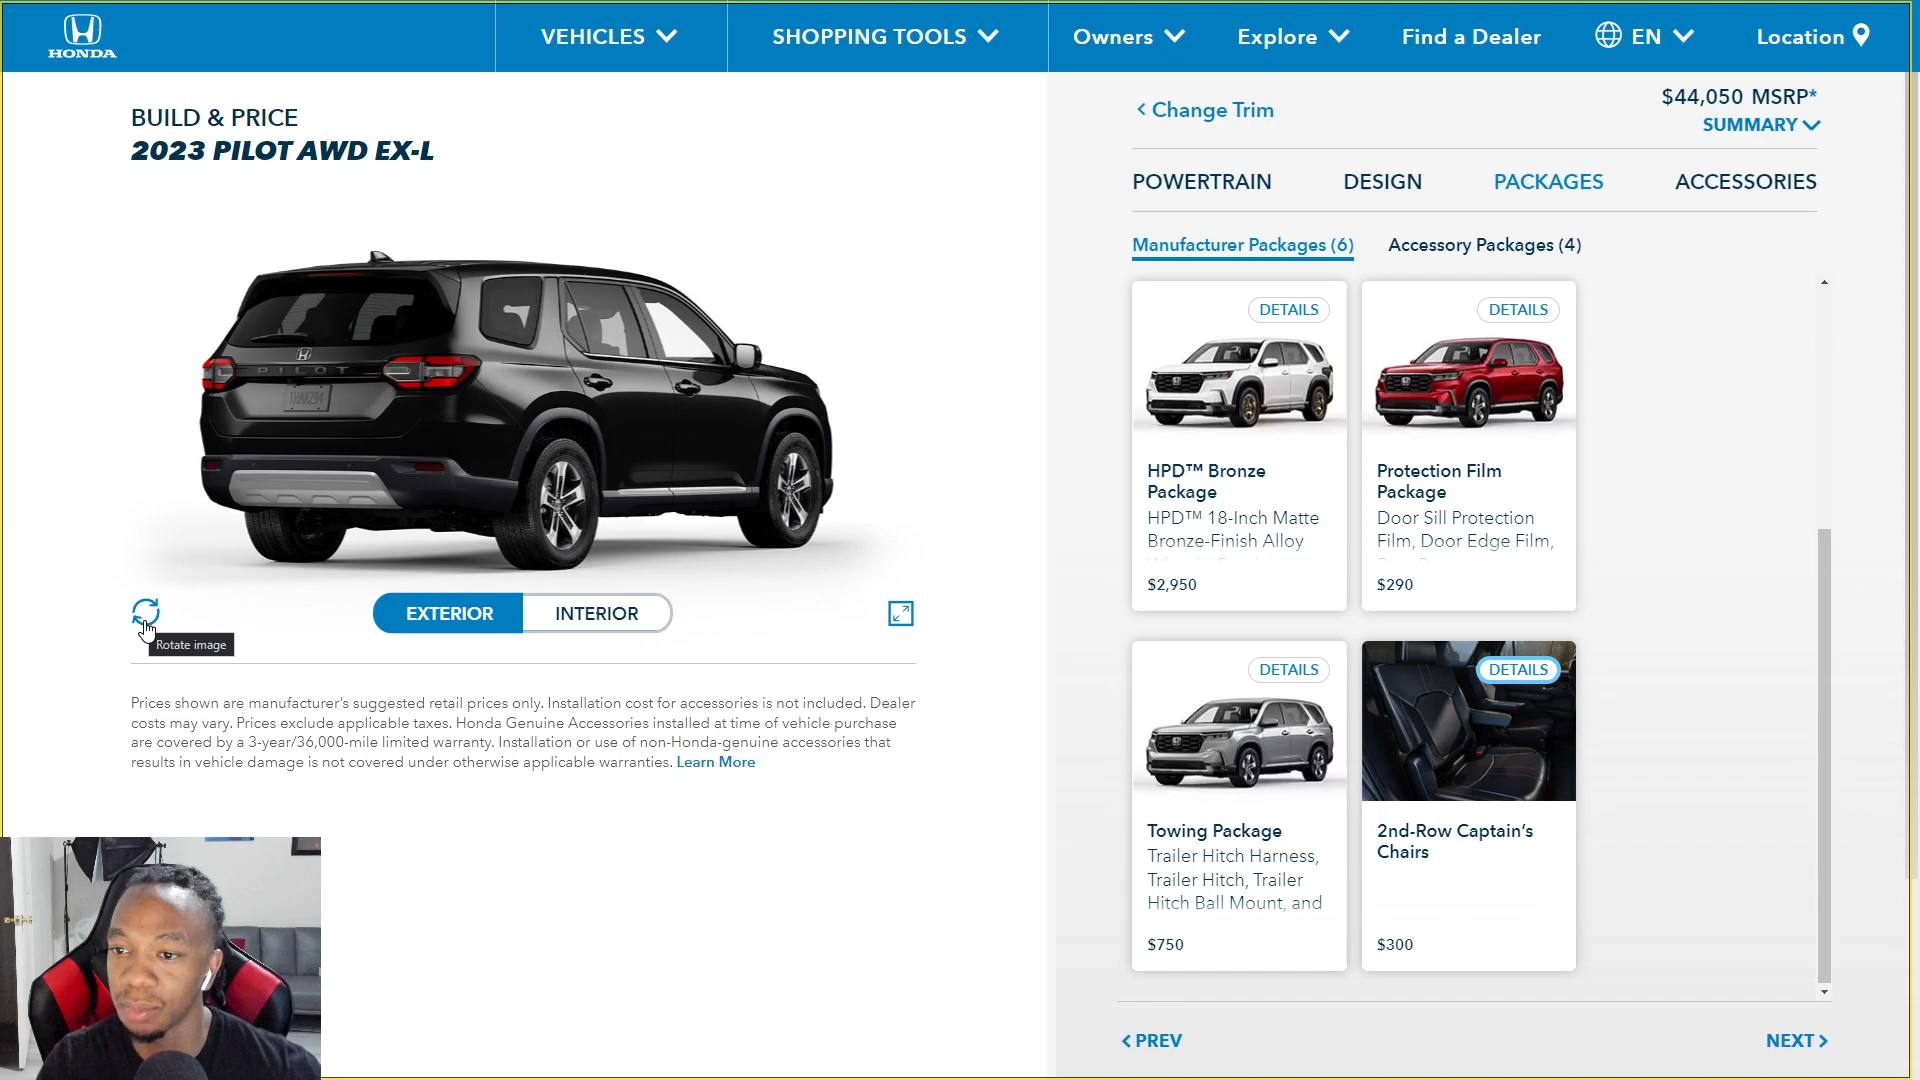 HONDA
VEHICLES
SHOPPING TOOLS
Owners
Explore
Find a Dealer
EN
Location
BUILD & PRICE
2023 PILOT AWD EX-L
PILOT
EXTERIOR
INTERIOR
Rotate image
Prices shown are manufacturer's suggested retail prices only. Installation cost for accessories is not included. Dealer
costs may vary. Prices exclude applicable taxes. Honda Genuine Accessories installed at time of vehicle purchase
are covered by a 3-year/36,000-mile limited warranty. Installation or use of non-Honda-genuine accessories that
results in vehicle damage is not covered under otherwise applicable warranties. Learn More
< Change Trim
$44,050 MSRP*
SUMMARY
POWERTRAIN
DESIGN
PACKAGES
ACCESSORIES
Manufacturer Packages (6)
Accessory Packages (4)
DETAILS
HPD™ Bronze
Package
HPD™ 18-Inch Matte
Bronze-Finish Alloy
$2,950
DETAILS
Protection Film
Package
Door Sill Protection
Film, Door Edge Film,
$290
DETAILS
Towing Package
Trailer Hitch Harness,
Trailer Hitch, Trailer
Hitch Ball Mount, and
$750
DETAILS
2nd-Row Captain's
Chairs
$300
< PREV
NEXT >